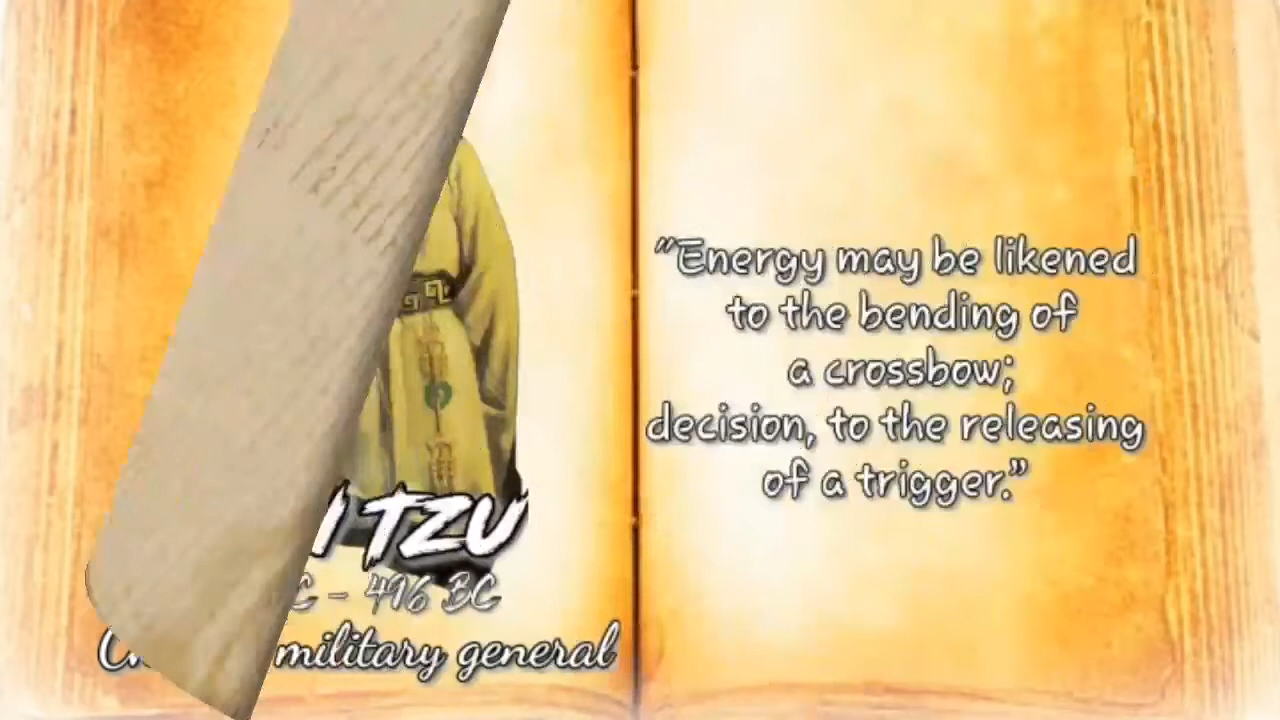 TZU
- 496 BC
military general
"Energy may be likened
to the bending of
a crossbow;
decision, to the releasing
of a trigger."